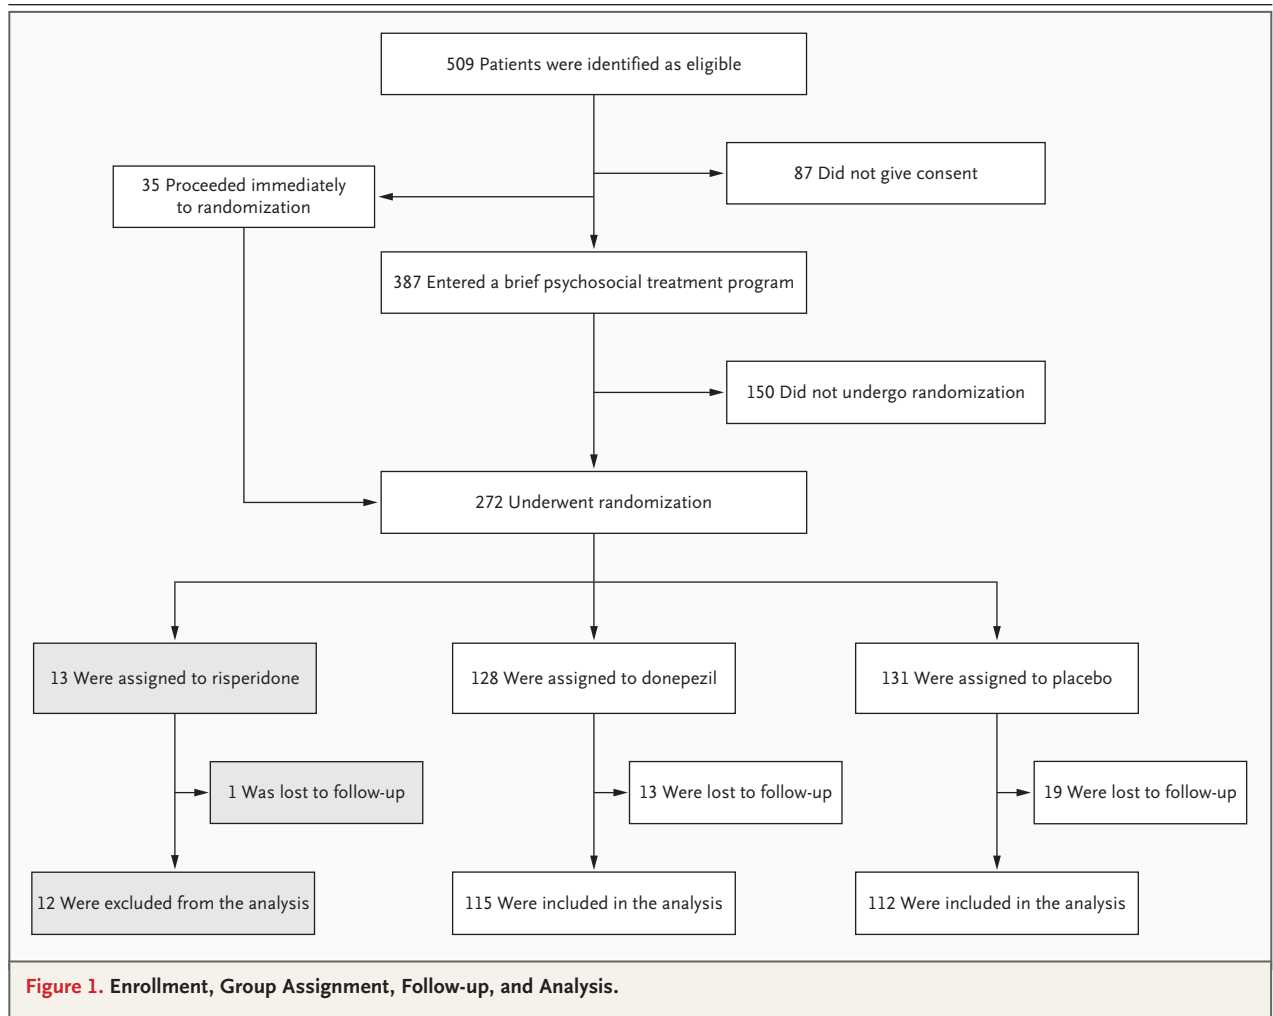 509 Patients were identified as eligible
87 Did not give consent
35 Proceeded immediately
to randomization
387 Entered a brief psychosocial treatment program
150 Did not undergo randomization
272 Underwent randomization
13 Were assigned to risperidone
128 Were assigned to donepezil
131 Were assigned to placebo
1 Was lost to follow-up
13 Were lost to follow-up
19 Were lost to follow-up
12 Were excluded from the analysis
115 Were included in the analysis
112 Were included in the analysis
Figure 1. Enrollment, Group Assignment, Follow-up, and Analysis.